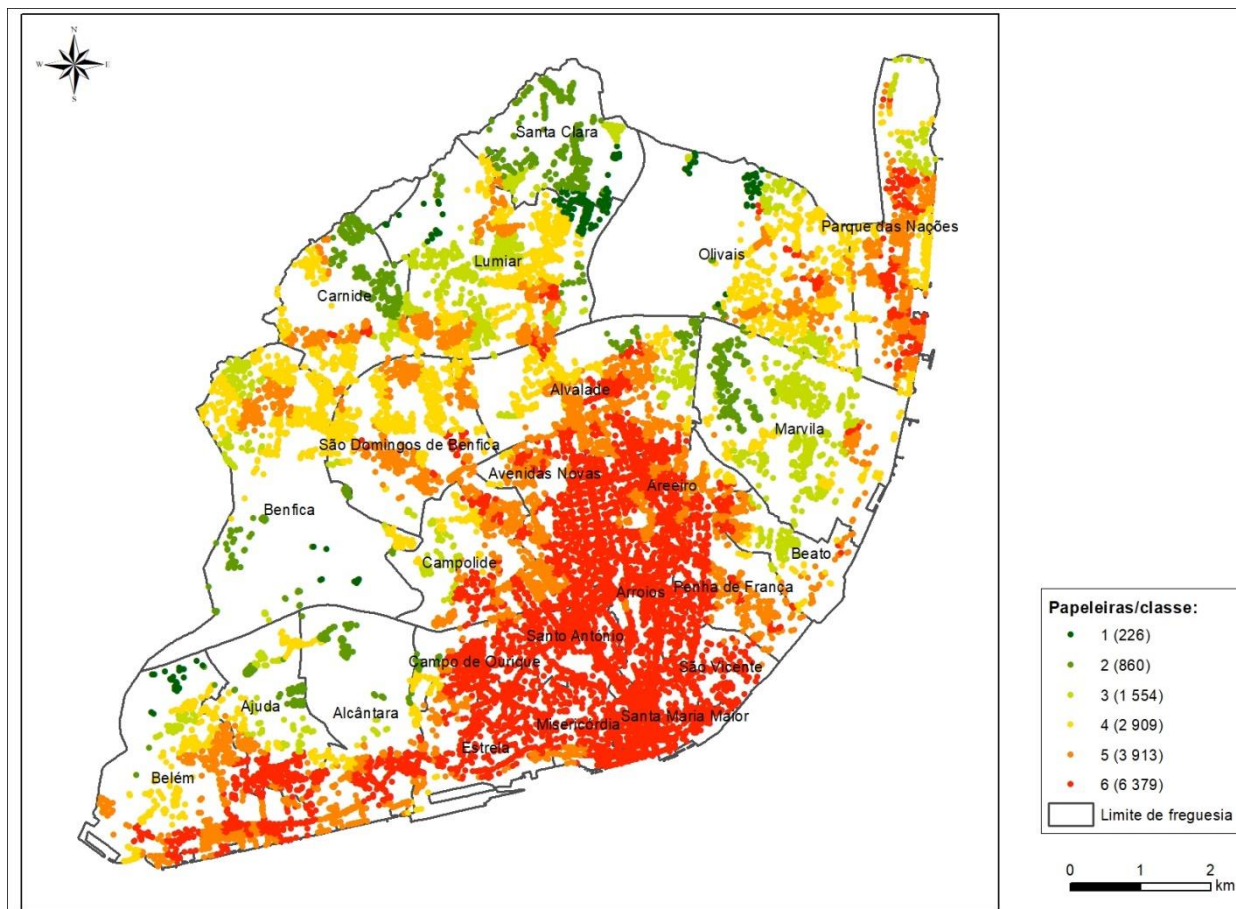 N
W E
S
Santa Clara
Parque das Nações
Olivais
Lumiar
Carnide
Alvalade
Marvila
São Domingos de Benfica
Avenidas Novas
Areeiro
Benfica
Beato
Campolide
Arroios
Penha de França
Santo António
Campo de Ourique
São Vicente
Ajuda
Alcântara
Misericórdia
Santa Maria Maior
Estrela
Belém
Papeleiras/classe:
1 (226)
2 (860)
3 (1 554)
4 (2 909)
5 (3 913)
6 (6 379)
Limite de freguesia
0 1 2
km